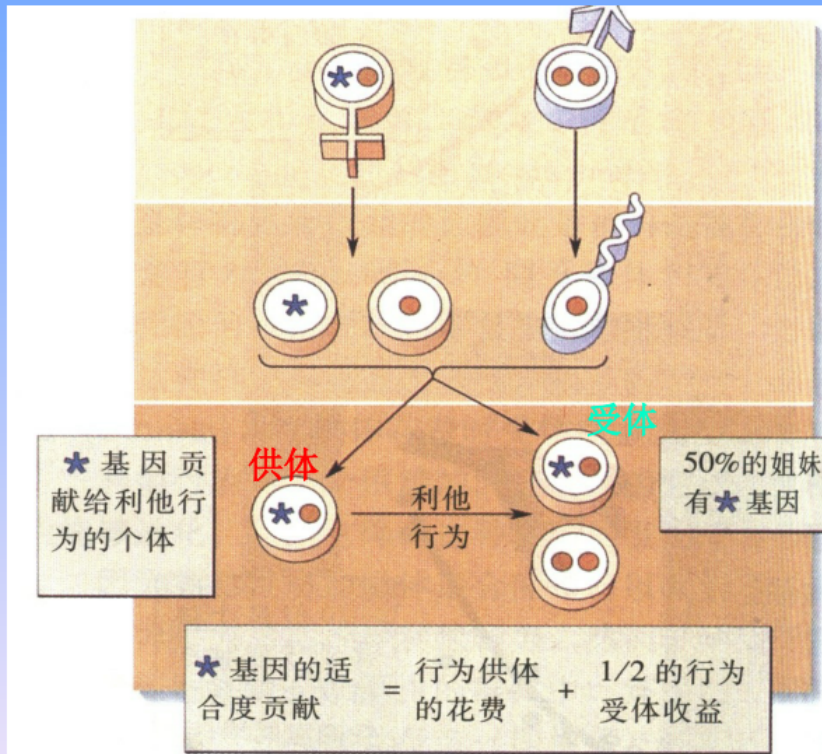 供体
受体
★ 基因贡
献给利他行
为的个体
利他
行为
50%的姐妹
有★基因
★ 基因的适
合度贡献
=
行为供体
的花费
+
1/2 的行为
受体收益